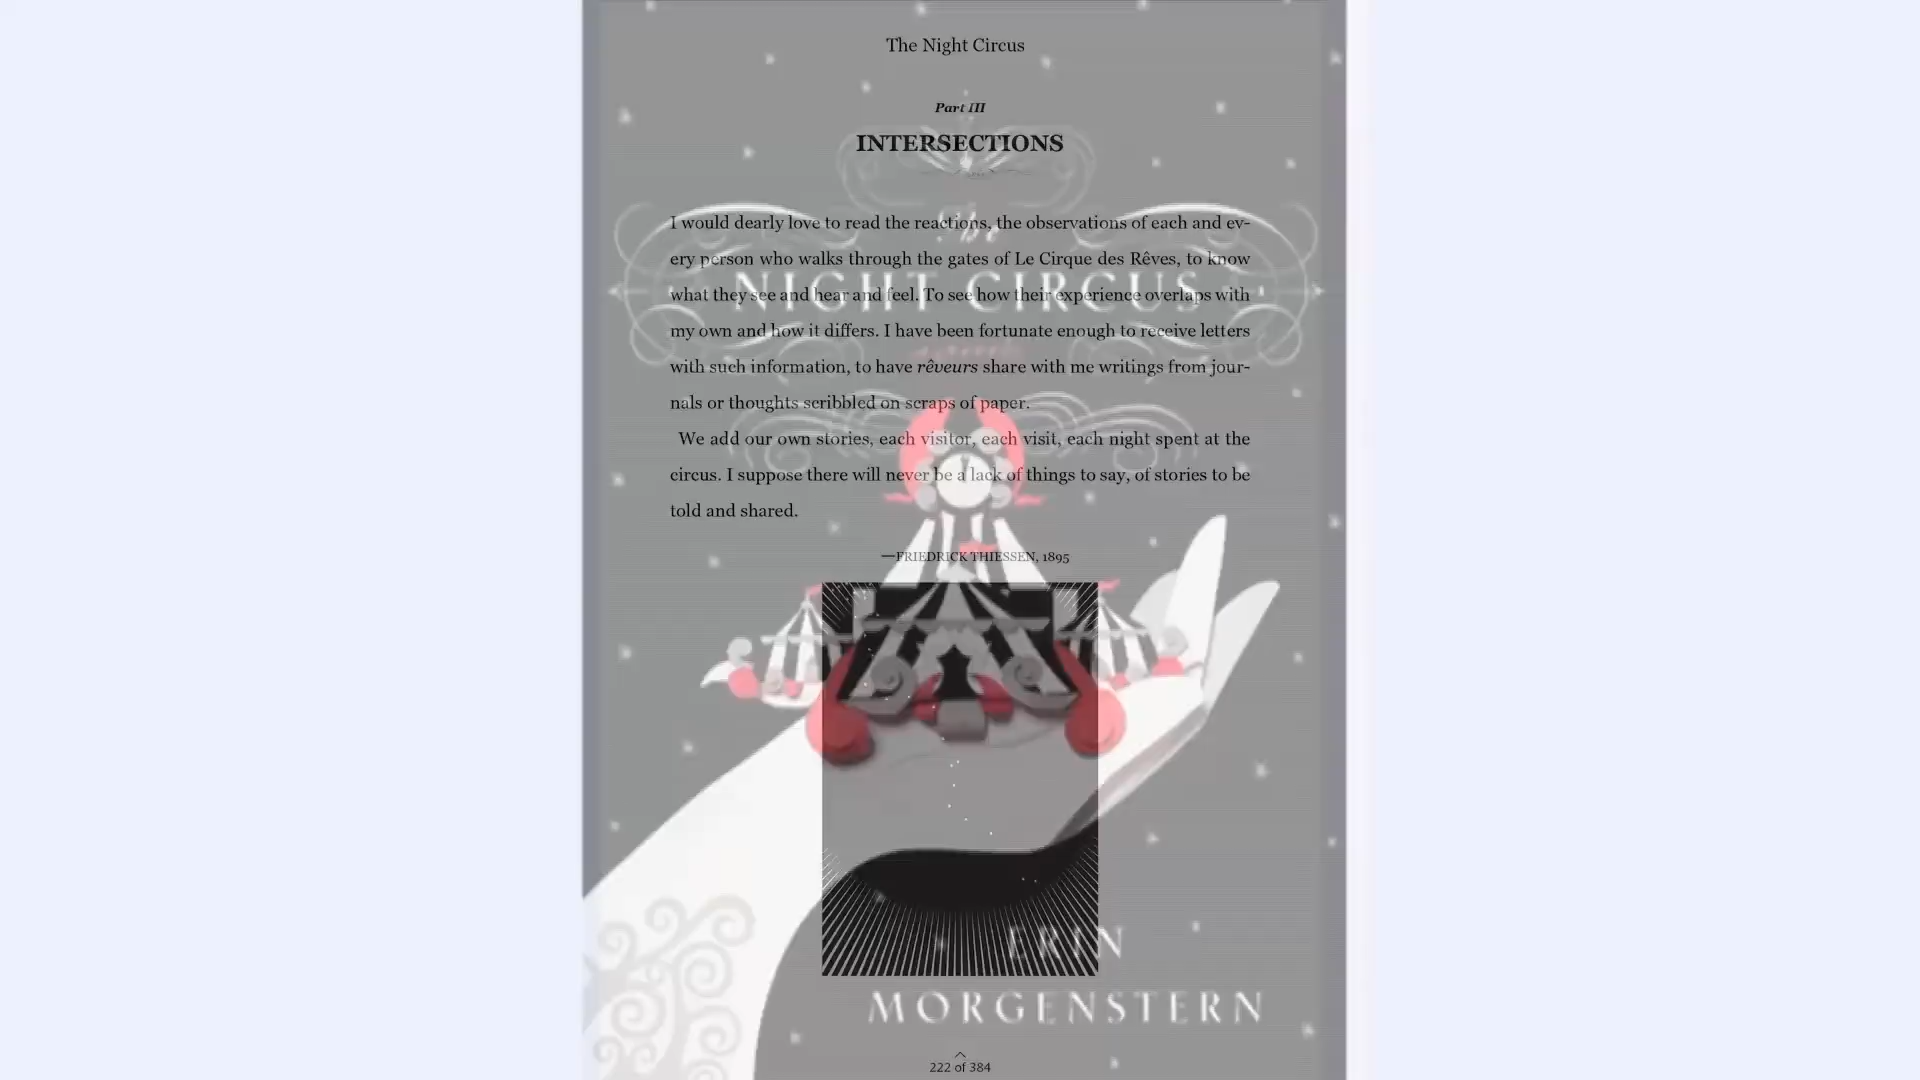 The Night Circus
Part III
INTERSECTIONS
The
I would dearly love to read the reactions, the observations of each and ev-
ery person who walks through the gates of Le Cirque des Rêves, to know
NIGHT CIRCUS
what they see and hear and feel. To see how their experience overlaps with
my own and how it differs. I have been fortunate enough to receive letters
with such information, to have rêveurs share with me writings from jour-
nals or thoughts scribbled on scraps of paper.
We add our own stories, each visitor, each visit, each night spent at the
circus. I suppose there will never be a lack of things to say, of stories to be
told and shared.
—FRIEDRICK THIESSEN, 1895
ERIN
MORGENSTERN
222 of 384